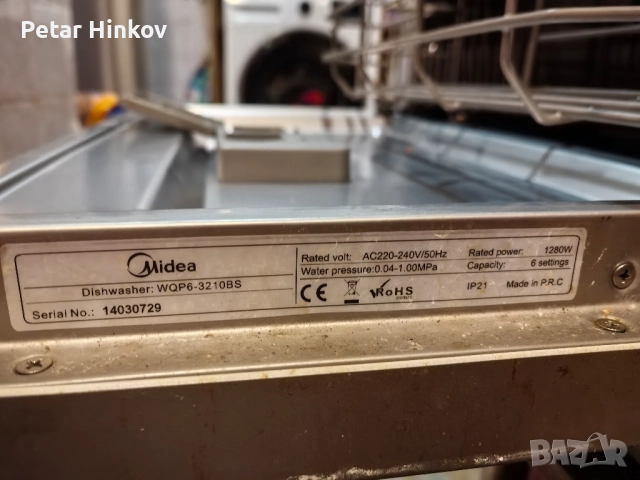 Petar Hinkov
Midea
Dishwasher: WQP6-3210BS
Serial No.: 14030729
Rated volt: AC220-240V/50Hz
Rated power: 1280W
Water pressure:0.04-1.00MPa
Capacity: 6 settings
CE
RoHS
IP21
Made in P.R.C
BAZAR